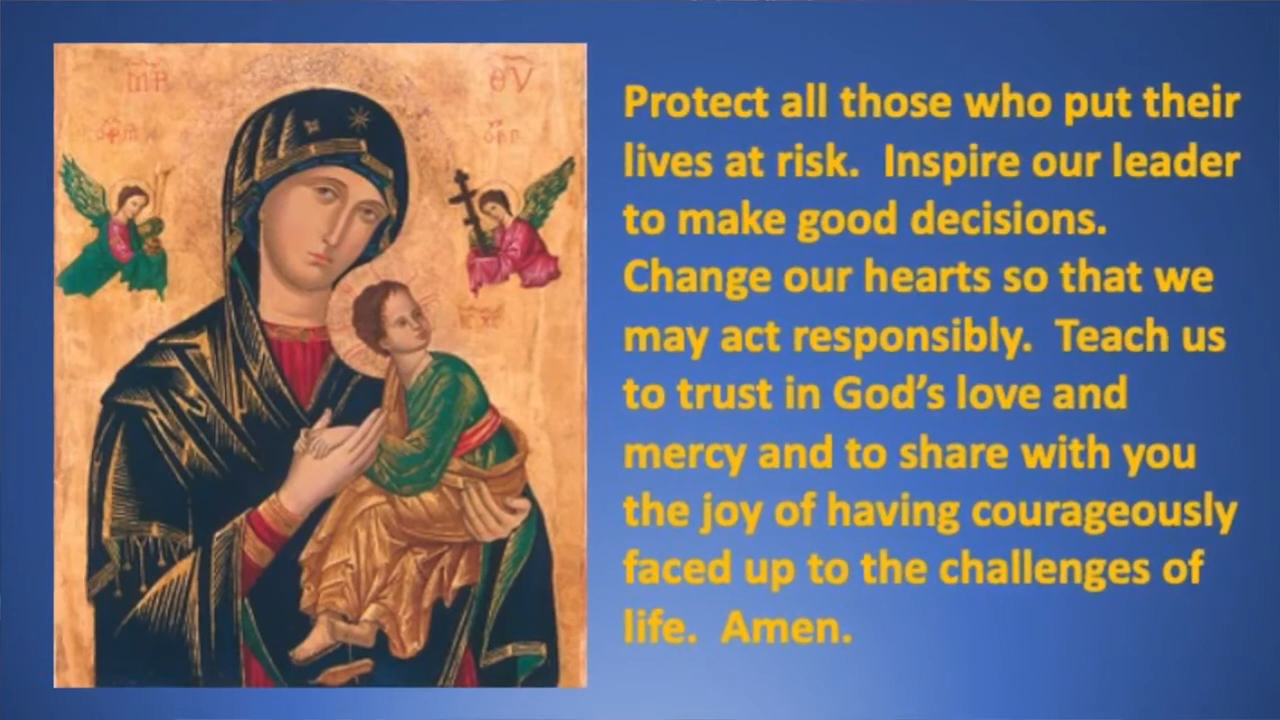 Protect all those who put their
lives at risk.  Inspire our leader
to make good decisions.
Change our hearts so that we
may act responsibly.  Teach us
to trust in God’s love and
mercy and to share with you
the joy of having courageously
faced up to the challenges of
life.  Amen.